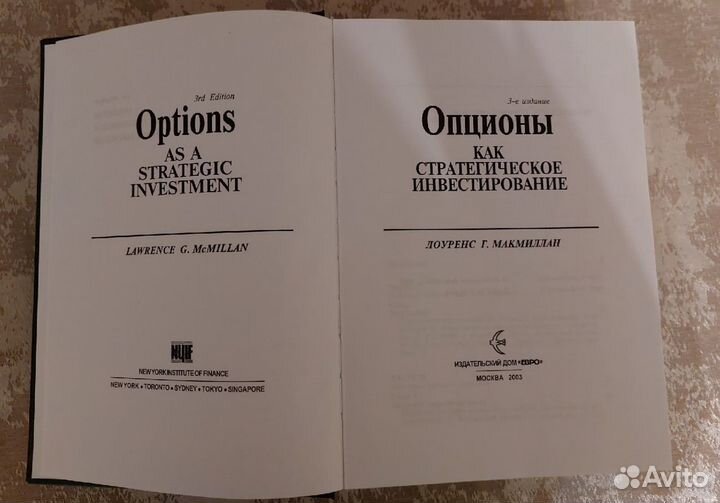 3rd Edition
Options
AS A
STRATEGIC
INVESTMENT
LAWRENCE G. McMILLAN
NYIF
NEW YORK INSTITUTE OF FINANCE
NEW YORK • TORONTO • SYDNEY • TOKYO • SINGAPORE
3-е издание
Опционы
КАК
СТРАТЕГИЧЕСКОЕ
ИНВЕСТИРОВАНИЕ
ЛОУРЕНС Г. МАКМИЛЛАН
ИЗДАТЕЛЬСКИЙ ДОМ «ЕВРО»
МОСКВА 2003
Avito